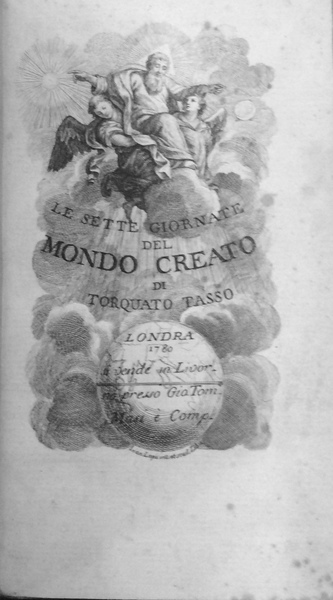 LE SETTE GIORNATE
DEL
MONDO CREATO
DI
TORQUATO TASSO
LONDRA
1780
si vende in Livor-
no presso Gio. Tom.
Masi è Comp.